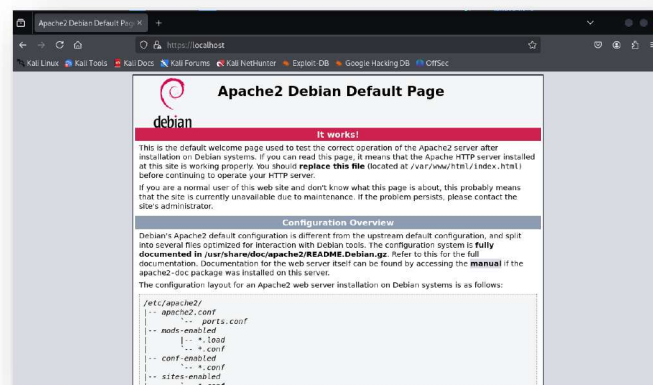 Apache2 Debian Default Pag
https://localhost
Kali Linux Kali Tools Kali Docs Kali Forums Kali NetHunter Exploit-DB Google Hacking DB OffSec
Apache2 Debian Default Page
debian
It works!
This is the default welcome page used to test the correct operation of the Apache2 server after
installation on Debian systems. If you can read this page, it means that the Apache HTTP server installed
at this site is working properly. You should replace this file (located at /var/www/html/index.html)
before continuing to operate your HTTP server.
If you are a normal user of this web site and don't know what this page is about, this probably means
that the site is currently unavailable due to maintenance. If the problem persists, please contact the
site's administrator.
Configuration Overview
Debian's Apache2 default configuration is different from the upstream default configuration, and split
into several files optimized for interaction with Debian tools. The configuration system is fully
documented in /usr/share/doc/apache2/README.Debian.gz. Refer to this for the full
documentation. Documentation for the web server itself can be found by accessing the manual if the
apache2-doc package was installed on this server.
The configuration layout for an Apache2 web server installation on Debian systems is as follows:
/etc/apache2/
|-- apache2.conf
|       `--  ports.conf
|-- mods-enabled
|       |-- *.load
|       `-- *.conf
|-- conf-enabled
|       `-- *.conf
|-- sites-enabled
|       `-- *.conf